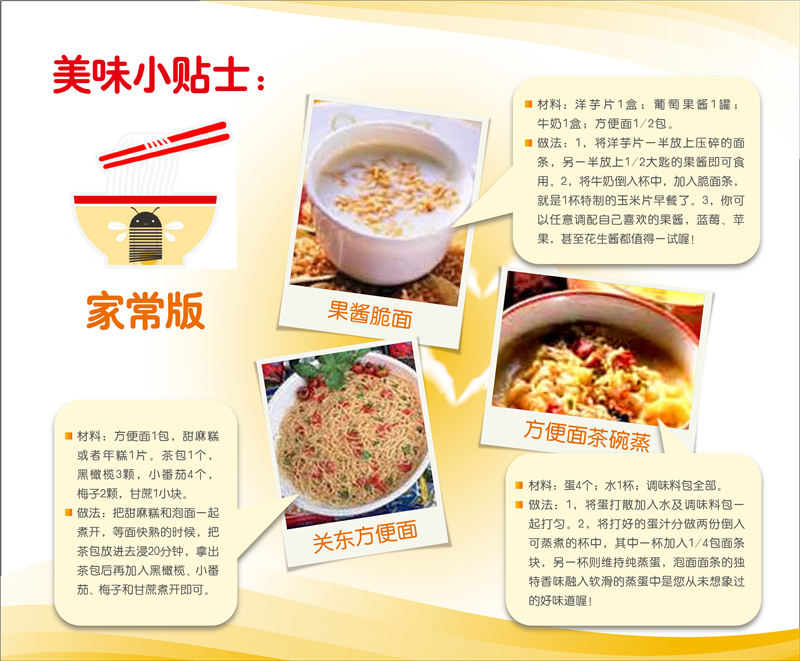 美味小贴士：
家常版
材料：洋芋片1盒；葡萄果酱1罐；
牛奶1盒；方便面1/2包。
做法：1，将洋芋片一半放上压碎的面
条，另一半放上1/2大匙的果酱即可食
用。2，将牛奶倒入杯中，加入脆面条，
就是1杯特制的玉米片早餐了。3，你可
以任意调配自己喜欢的果酱，蓝莓、苹
果，甚至花生酱都值得一试喔！
果酱脆面
方便面茶碗蒸
关东方便面
材料：方便面1包，甜麻糕
或者年糕1片。茶包1个，
黑橄榄3颗，小番茄4个，
梅子2颗，甘蔗1小块。
做法：把甜麻糕和泡面一起
煮开，等面快熟的时候，把
茶包放进去浸20分钟，拿出
茶包后再加入黑橄榄、小番
茄、梅子和甘蔗煮开即可。
材料：蛋4个；水1杯；调味料包全部。
做法：1，将蛋打散加入水及调味料包一
起打匀。2，将打好的蛋汁分做两份倒入
可蒸煮的杯中，其中一杯加入1/4包面条
块，另一杯则维持纯蒸蛋，泡面面条的独
特香味融入软滑的蒸蛋中是您从未想象过
的好味道喔！